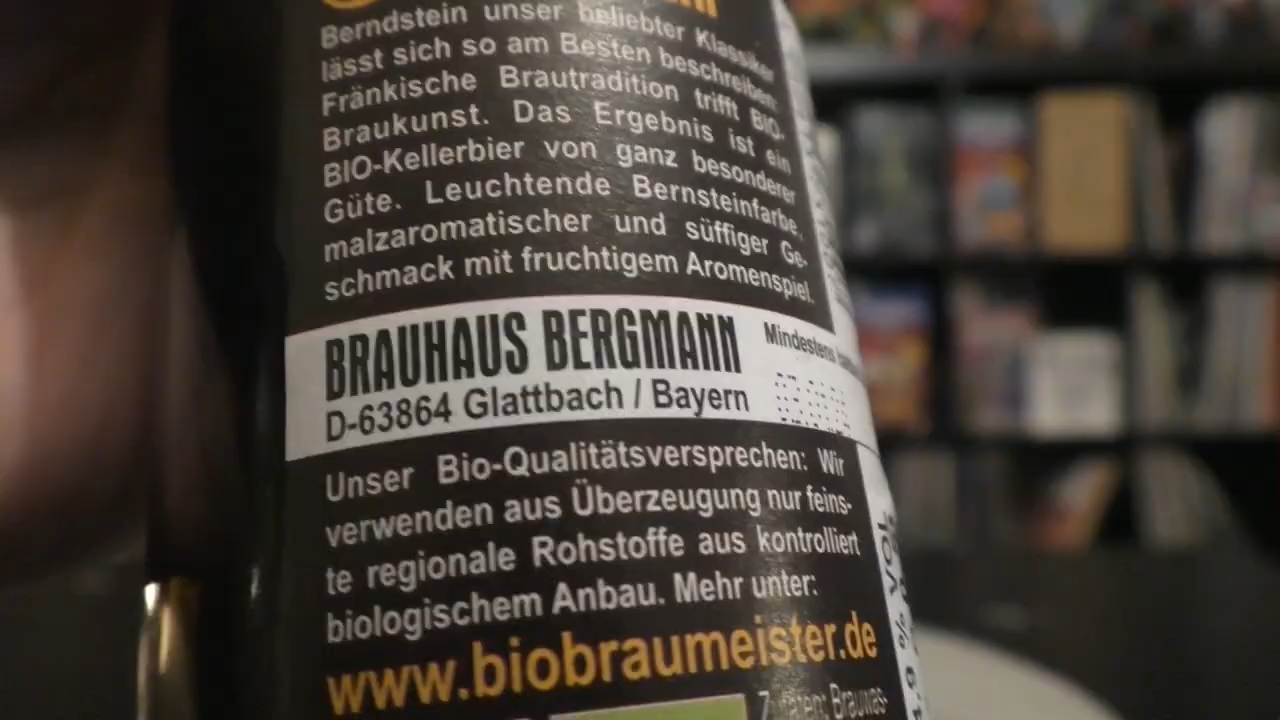 Berndstein unser beliebter Klassiker
lässt sich so am Besten beschreiben:
Fränkische Brautradition trifft BIO-
Braukunst. Das Ergebnis ist ein
BIO-Kellerbier von ganz besonderer
Güte. Leuchtende Bernsteinfarbe,
malzaromatischer und süffiger Ge-
schmack mit fruchtigem Aromenspiel.
BRAUHAUS BERGMANN
D-63864 Glattbach / Bayern
Mindestens
Unser Bio-Qualitätsversprechen: Wir
verwenden aus Überzeugung nur feins-
te regionale Rohstoffe aus kontrolliert
biologischem Anbau. Mehr unter:
www.biobraumeister.de
Zutaten: Brauwas-
% VOL